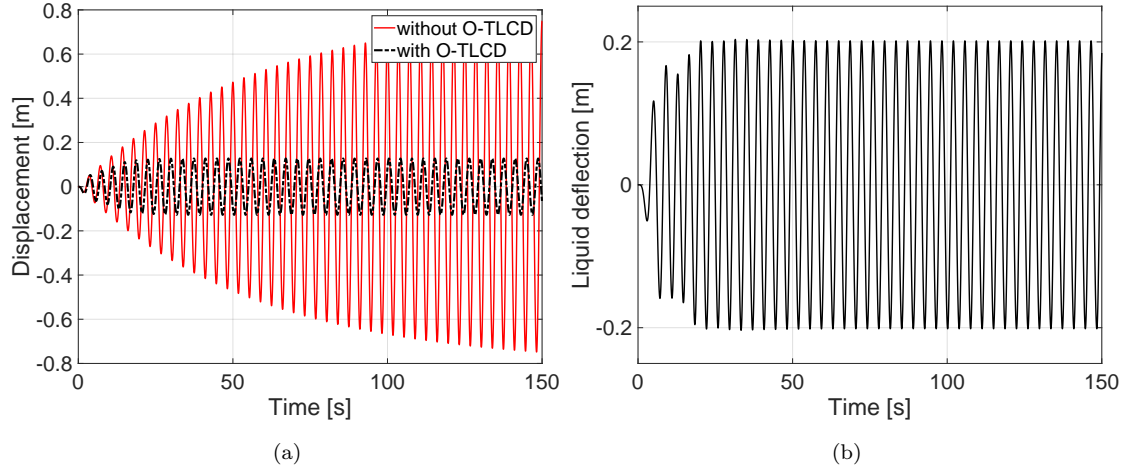 0.8
0.6
0.4
0.2
0
-0.2
-0.4
-0.6
-0.8
Displacement [m]
without O-TLCD
with O-TLCD
0
50
100
150
Time [s]
(a)
0.2
0
-0.2
Liquid deflection [m]
0
50
100
150
Time [s]
(b)